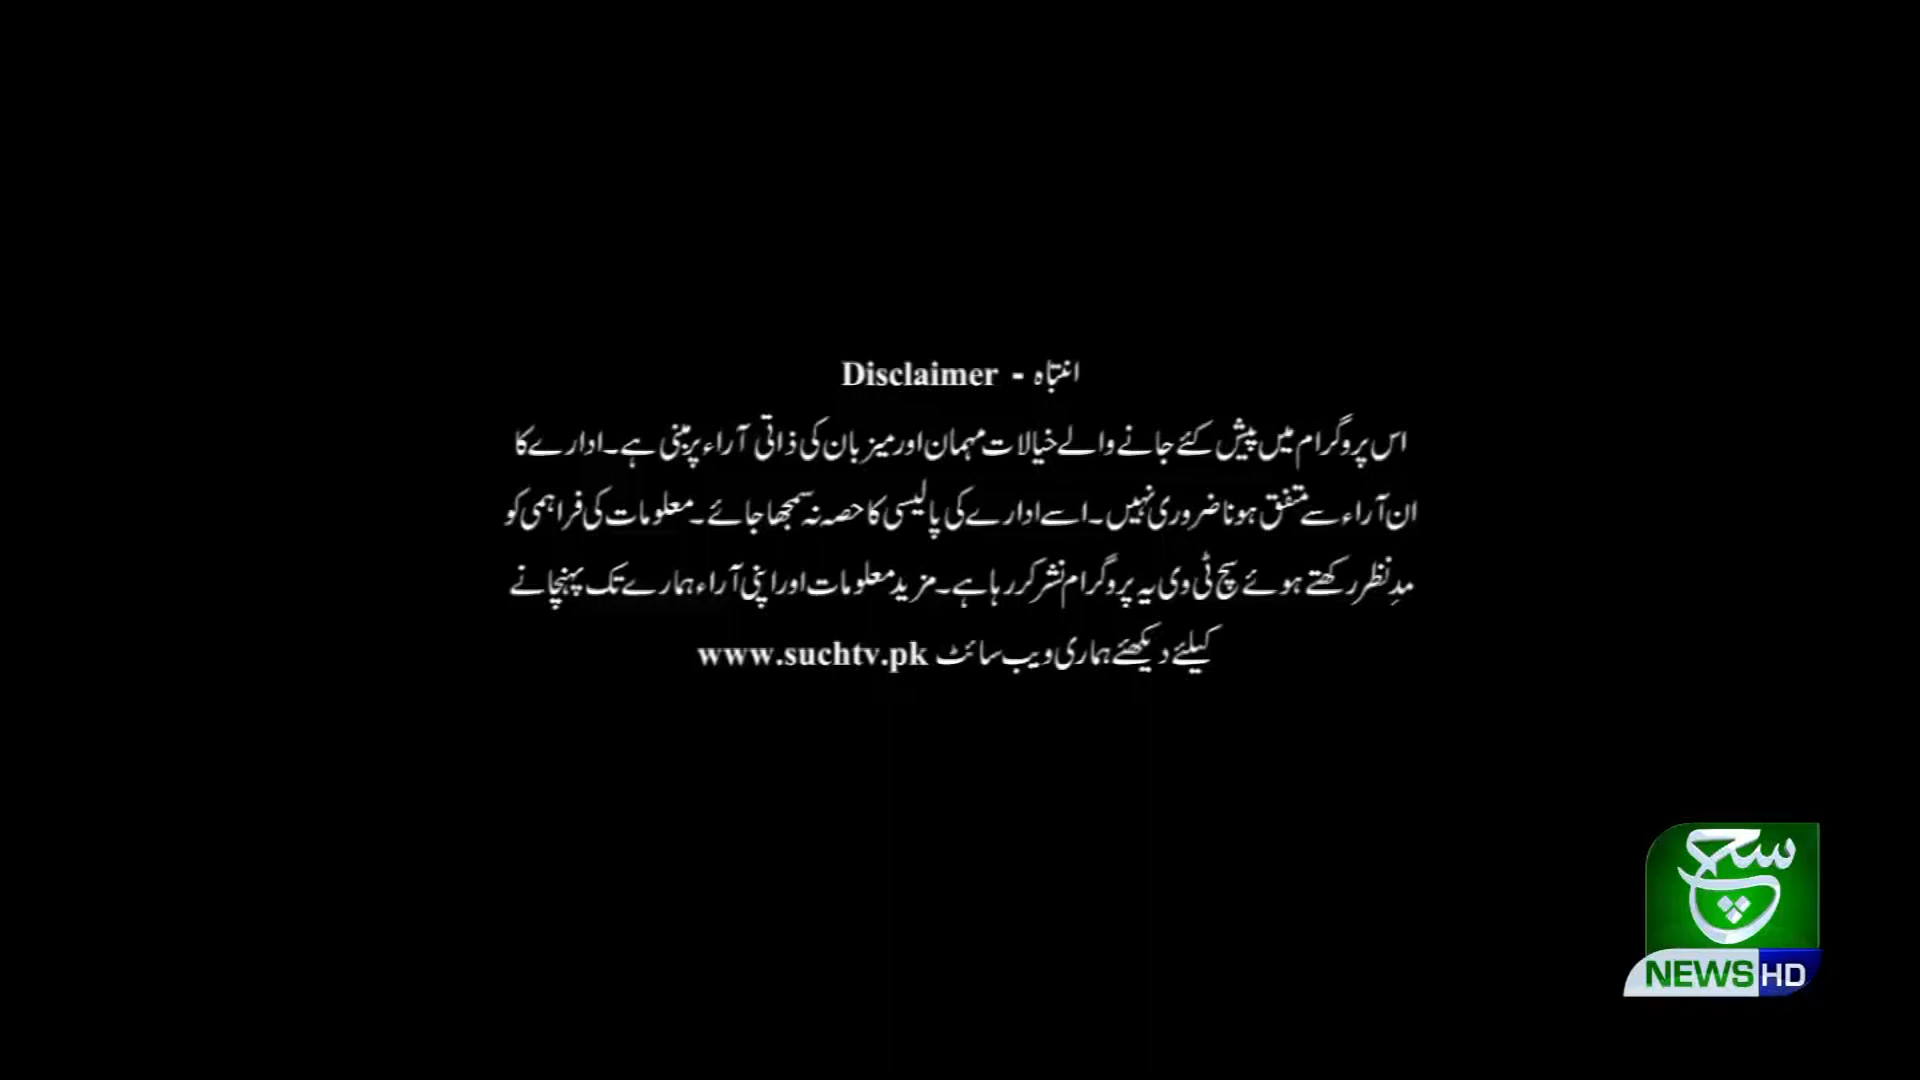 انتباہ - Disclaimer
اس پروگرام میں پیش کئے جانے والے خیالات مہمان اور میزبان کی ذاتی آراء پر مبنی ہے۔ ادارے کا
ان آراء سے متفق ہونا ضروری نہیں۔ اسے ادارے کی پالیسی کا حصہ نہ سمجھا جائے۔ معلومات کی فراہمی کو
مدِنظر رکھتے ہوئے سچ ٹی وی یہ پروگرام نشر کر رہا ہے۔ مزید معلومات اور اپنی آراء ہمارے تک پہنچانے
کیلئے دیکھئے ہماری ویب سائٹ www.suchtv.pk
سچ
NEWS HD